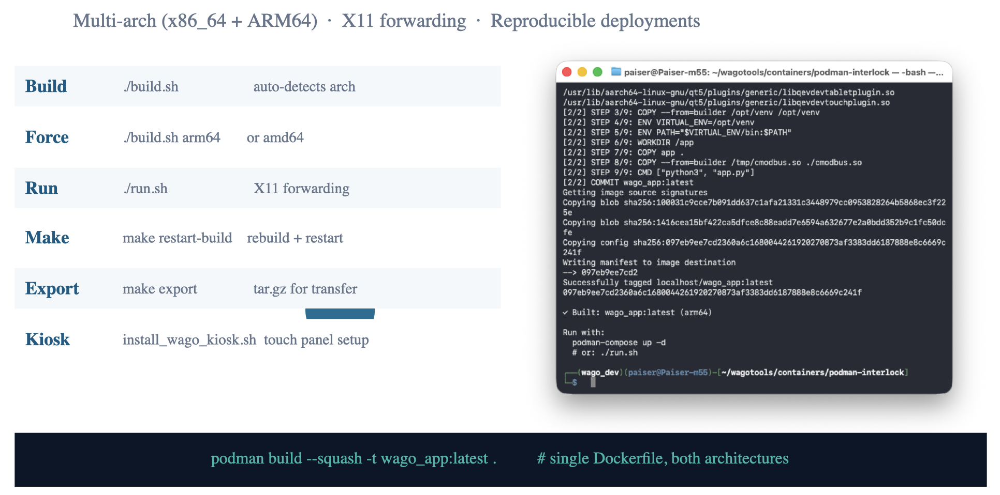 Multi-arch (x86_64 + ARM64) · X11 forwarding · Reproducible deployments
Build ./build.sh auto-detects arch
Force ./build.sh arm64 or amd64
Run ./run.sh X11 forwarding
Make make restart-build rebuild + restart
Export make export tar.gz for transfer
Kiosk install_wago_kiosk.sh touch panel setup
paiser@Paiser-m55: ~/wagotools/containers/podman-interlock — -bash —...
/usr/lib/aarch64-linux-gnu/qt5/plugins/generic/libqevdevtabletplugin.so
/usr/lib/aarch64-linux-gnu/qt5/plugins/generic/libqevdevtouchplugin.so
[2/2] STEP 3/9: COPY --from=builder /opt/venv /opt/venv
[2/2] STEP 4/9: ENV VIRTUAL_ENV=/opt/venv
[2/2] STEP 5/9: ENV PATH="$VIRTUAL_ENV/bin:$PATH"
[2/2] STEP 6/9: WORKDIR /app
[2/2] STEP 7/9: COPY app .
[2/2] STEP 8/9: COPY --from=builder /tmp/cmodbus.so ./cmodbus.so
[2/2] STEP 9/9: CMD ["python3", "app.py"]
[2/2] COMMIT wago_app:latest
Getting image source signatures
Copying blob sha256:100031c9cce7b091dd637c1afa21331c3448979cc0953828264b5868ec3f22
5e
Copying blob sha256:1416cea15bf422ca5dfce8c88eadd7e6594a632677e2a0bdd352b9c1fc50dc
fe
Copying config sha256:097eb9ee7cd2360a6c1680044261920270873af3383dd6187888e8c6669c
241f
Writing manifest to image destination
--> 097eb9ee7cd2
Successfully tagged localhost/wago_app:latest
097eb9ee7cd2360a6c1680044261920270873af3383dd6187888e8c6669c241f
✓ Built: wago_app:latest (arm64)
Run with:
podman-compose up -d
# or: ./run.sh
┌──(wago_dev)(paiser@Paiser-m55)-[~/wagotools/containers/podman-interlock]
└─$
podman build --squash -t wago_app:latest . # single Dockerfile, both architectures